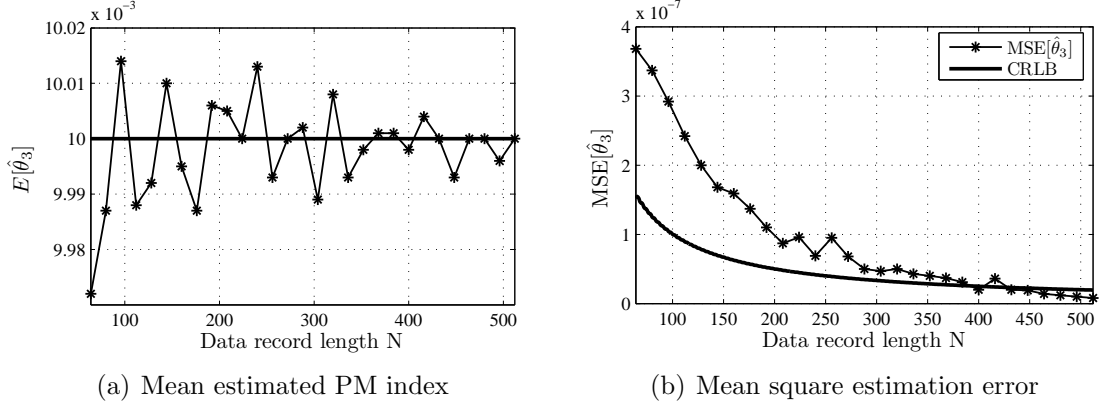 x 10⁻³
10.02
10.01
10
9.99
9.98
E[θ̂₃]
100 200 300 400 500
Data record length N
(a) Mean estimated PM index
x 10⁻⁷
4
3
2
1
0
MSE[θ̂₃]
MSE[θ̂₃]
CRLB
100 150 200 250 300 350 400 450 500
Data record length N
(b) Mean square estimation error